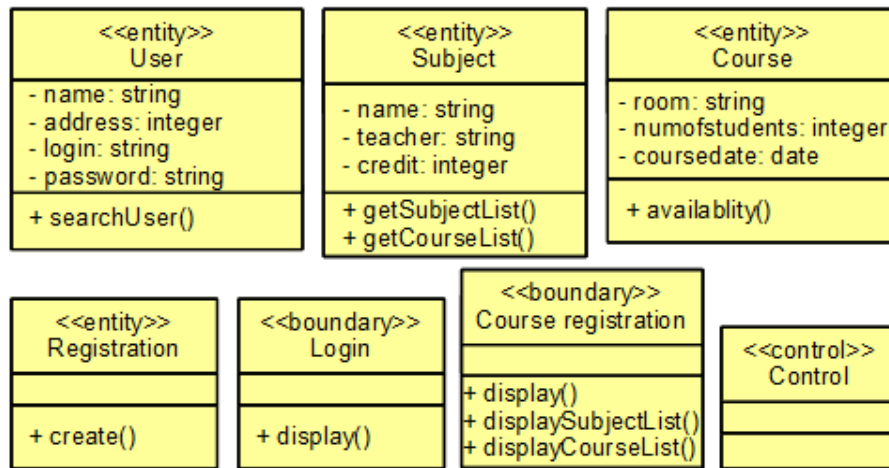 <<entity>>
User
- name: string
- address: integer
- login: string
- password: string
+ searchUser()
<<entity>>
Subject
- name: string
- teacher: string
- credit: integer
+ getSubjectList()
+ getCourseList()
<<entity>>
Course
- room: string
- numofstudents: integer
- coursedate: date
+ availablity()
<<entity>>
Registration
+ create()
<<boundary>>
Login
+ display()
<<boundary>>
Course registration
+ display()
+ displaySubjectList()
+ displayCourseList()
<<control>>
Control